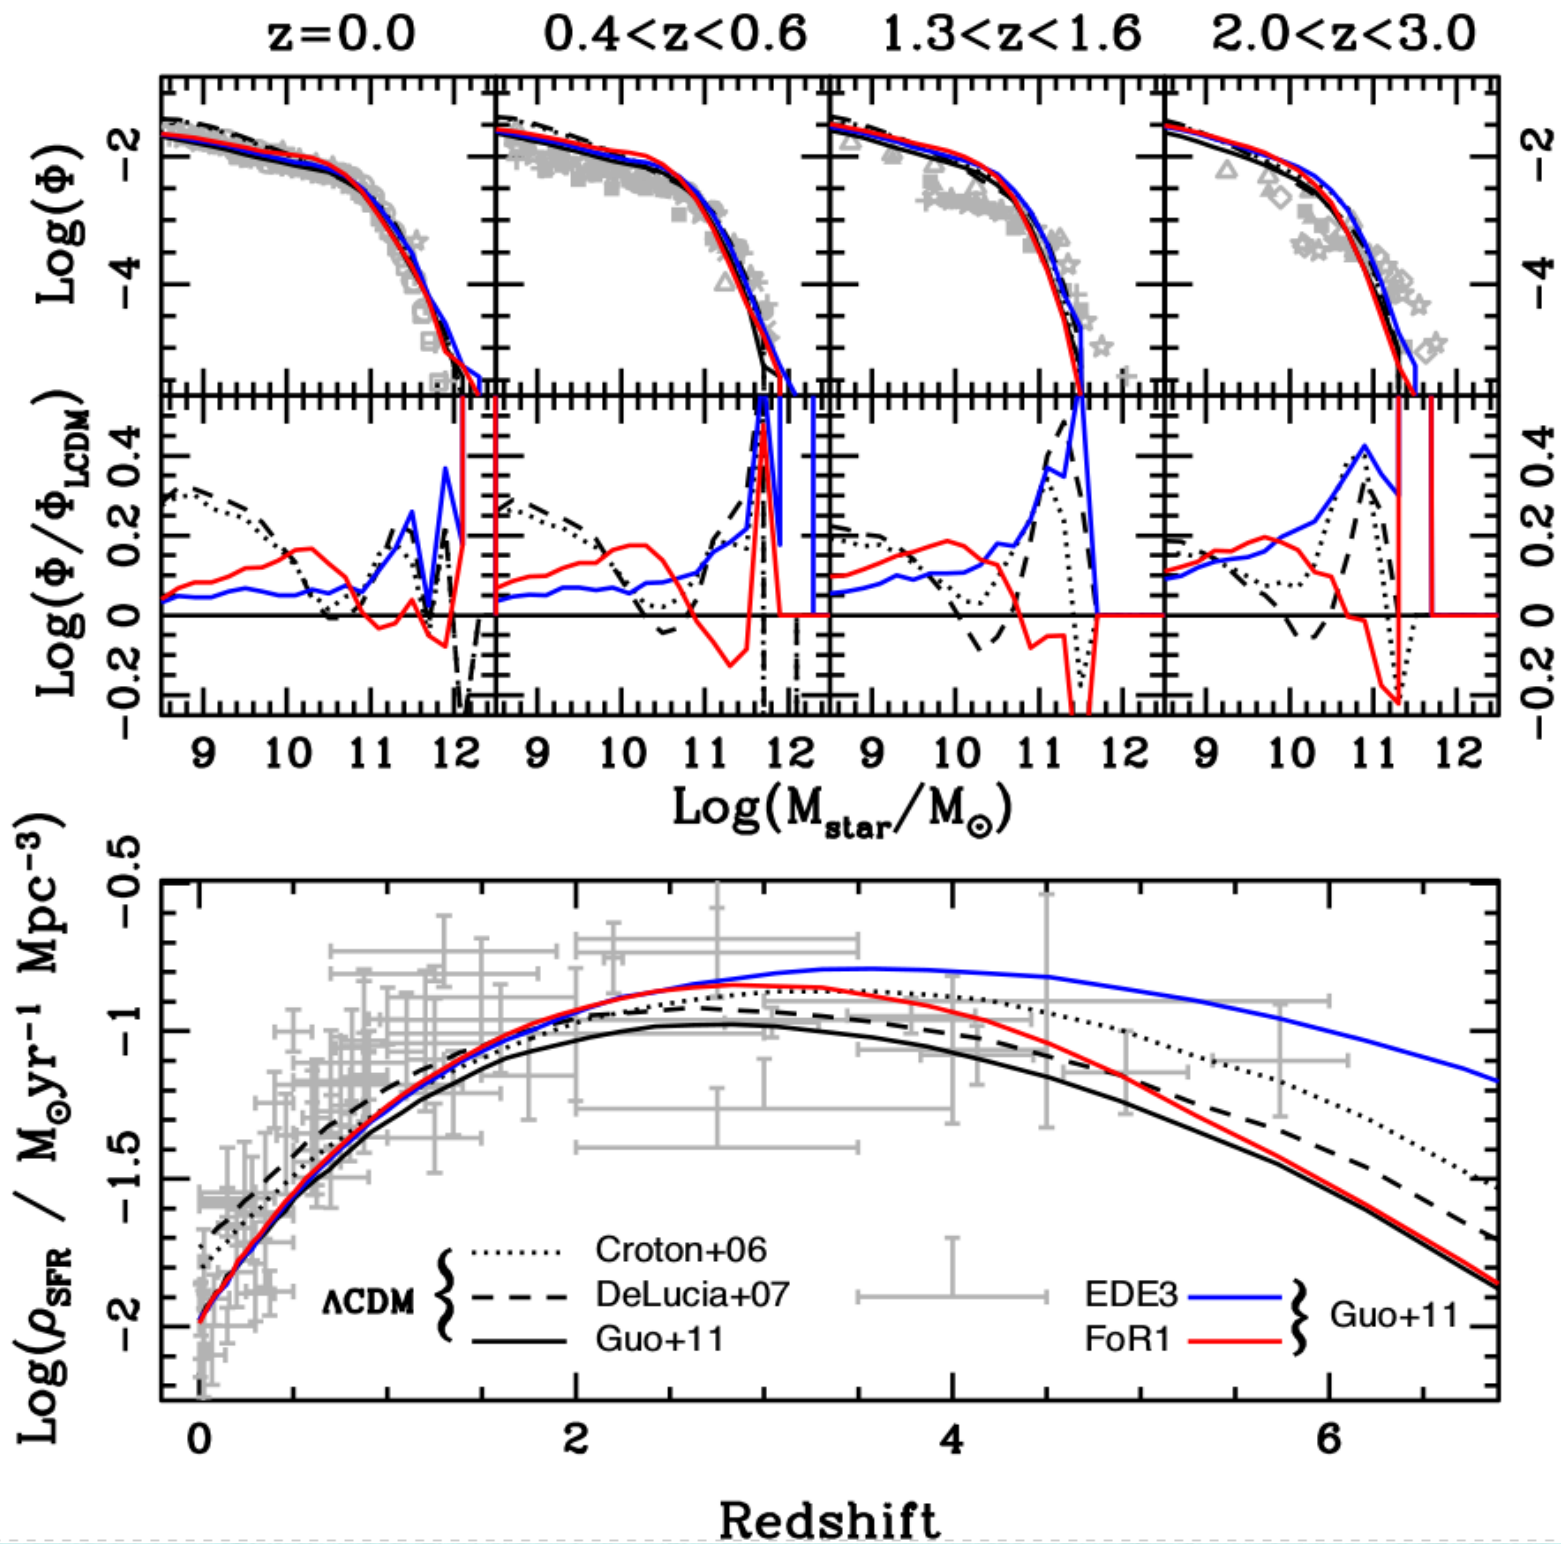 z=0.0 0.4<z<0.6 1.3<z<1.6 2.0<z<3.0
Log(Φ)
-2
-4
-2
-4
Log(Φ/Φ_LCDM)
0.4
0.2
0
-0.2
0.4
0.2
0
-0.2
9 10 11 12 9 10 11 12 9 10 11 12 9 10 11 12
Log(M_star/M_⊙)
Log(ρ_SFR / M_⊙yr⁻¹ Mpc⁻³)
-0.5
-1
-1.5
-2
ΛCDM
Croton+06
DeLucia+07
Guo+11
EDE3
FoR1
Guo+11
0 2 4 6
Redshift